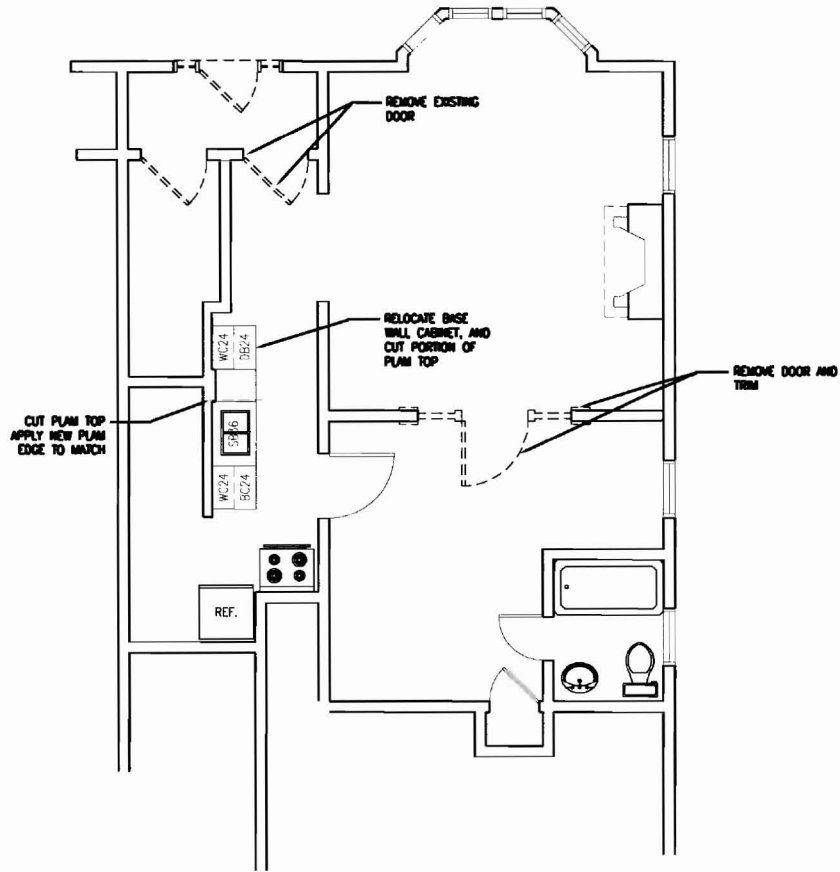 REMOVE EXISTING
DOOR
RELOCATE BASE
WALL CABINET, AND
CUT PORTION OF
PLAM TOP
REMOVE DOOR AND
TRIM
CUT PLAM TOP
APPLY NEW PLAM
EDGE TO MATCH
WC24
DB24
SB36
WC24
BC24
REF.